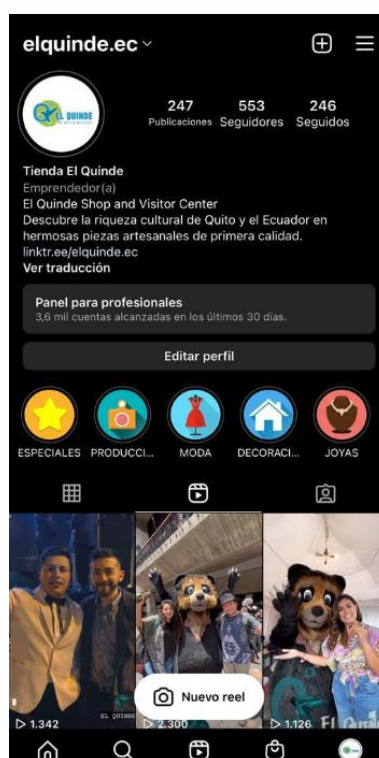 elquinde.ec
EL QUINDE
247 553 246
Publicaciones Seguidores Seguidos
Tienda El Quinde
Emprendedor(a)
El Quinde Shop and Visitor Center
Descubre la riqueza cultural de Quito y el Ecuador en
hermosas piezas artesanales de primera calidad.
linktr.ee/elquinde.ec
Ver traducción
Panel para profesionales
3,6 mil cuentas alcanzadas en los últimos 30 días.
Editar perfil
ESPECIALES PRODUCCI... MODA DECORACI... JOYAS
EL QUINDE
Nuevo reel
1.342 2.300 1.126